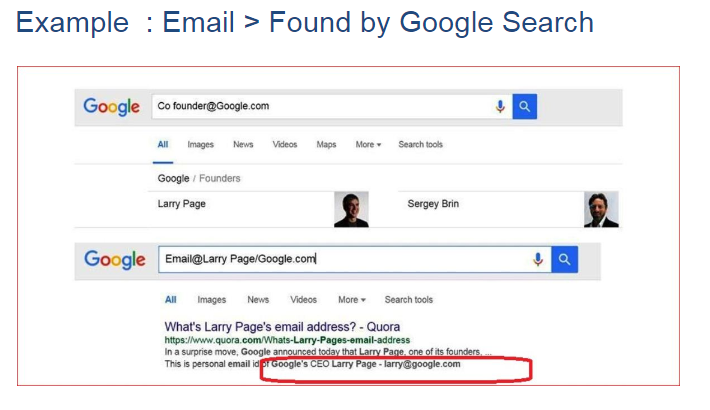 Example : Email > Found by Google Search
Google Co founder@Google.com
All Images News Videos Maps More ▾ Search tools
Google / Founders
Larry Page Sergey Brin
Google Email@Larry Page/Google.com
All Images News Videos More ▾ Search tools
What's Larry Page's email address? - Quora
https://www.quora.com/Whats-Larry-Pages-email-address
In a surprise move, Google announced today that Larry Page, one of its founders, ...
This is personal email id of Google's CEO Larry Page - larry@google.com